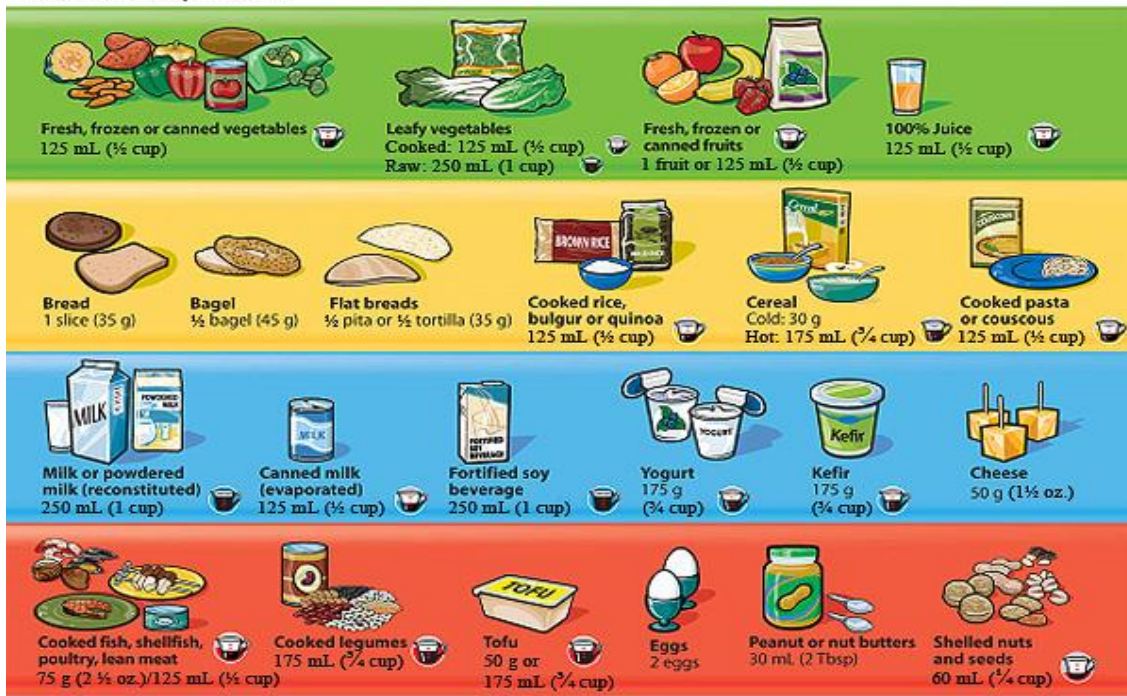 Fresh, frozen or canned vegetables
125 mL (½ cup)
Leafy vegetables
Cooked: 125 mL (½ cup)
Raw: 250 mL (1 cup)
Fresh, frozen or
canned fruits
1 fruit or 125 mL (½ cup)
100% Juice
125 mL (½ cup)
BROWN RICE
Cereal
COUSCOUS
Bread
1 slice (35 g)
Bagel
½ bagel (45 g)
Flat breads
½ pita or ½ tortilla (35 g)
Cooked rice,
bulgur or quinoa
125 mL (½ cup)
Cereal
Cold: 30 g
Hot: 175 mL (¾ cup)
Cooked pasta
or couscous
125 mL (½ cup)
MILK
POWDERED
MILK
MILK
FORTIFIED
SOY
BEVERAGE
YOGURT
Kefir
Milk or powdered
milk (reconstituted)
250 mL (1 cup)
Canned milk
(evaporated)
125 mL (½ cup)
Fortified soy
beverage
250 mL (1 cup)
Yogurt
175 g
(¾ cup)
Kefir
175 g
(¾ cup)
Cheese
50 g (1½ oz.)
TOFU
Cooked fish, shellfish,
poultry, lean meat
75 g (2 ½ oz.)/125 mL (½ cup)
Cooked legumes
175 mL (¾ cup)
Tofu
50 g or
175 mL (¾ cup)
Eggs
2 eggs
Peanut or nut butters
30 mL (2 Tbsp)
Shelled nuts
and seeds
60 mL (¼ cup)